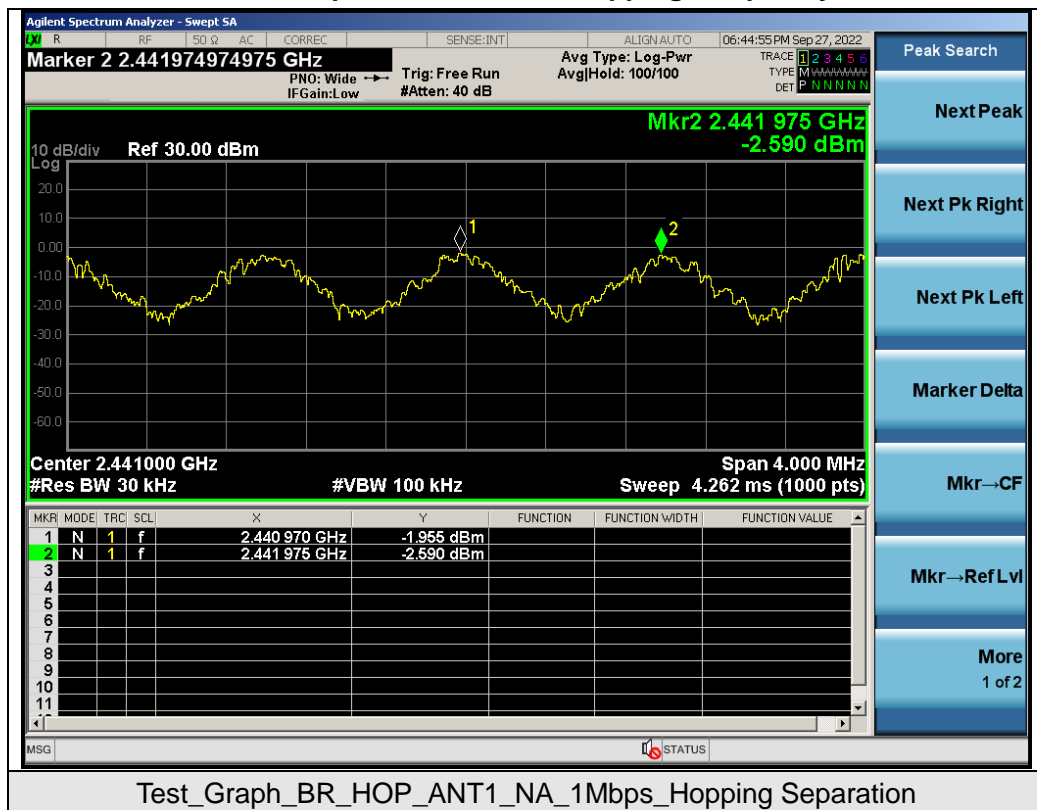 Agilent Spectrum Analyzer - Swept SA
LXI R RF 50 Ω AC CORREC SENSE:INT ALIGN AUTO 06:44:55 PM Sep 27, 2022
Marker 2 2.441974974975 GHz
PNO: Wide
IFGain:Low
Trig: Free Run
#Atten: 40 dB
Avg Type: Log-Pwr
Avg|Hold: 100/100
TRACE 1 2 3 4 5 6
TYPE M WWWWW
DET P N N N N N
Peak Search
Next Peak
Next Pk Right
Next Pk Left
Marker Delta
Mkr→CF
Mkr→Ref Lvl
More
1 of 2
Mkr2 2.441 975 GHz
-2.590 dBm
10 dB/div Ref 30.00 dBm
Log
20.0
10.0
0.00
-10.0
-20.0
-30.0
-40.0
-50.0
-60.0
1
2
Center 2.441000 GHz Span 4.000 MHz
#Res BW 30 kHz #VBW 100 kHz Sweep 4.262 ms (1000 pts)
MKR MODE TRC SCL X Y FUNCTION FUNCTION WIDTH FUNCTION VALUE
1 N 1 f 2.440 970 GHz -1.955 dBm
2 N 1 f 2.441 975 GHz -2.590 dBm
3
4
5
6
7
8
9
10
11
MSG STATUS
Test_Graph_BR_HOP_ANT1_NA_1Mbps_Hopping Separation